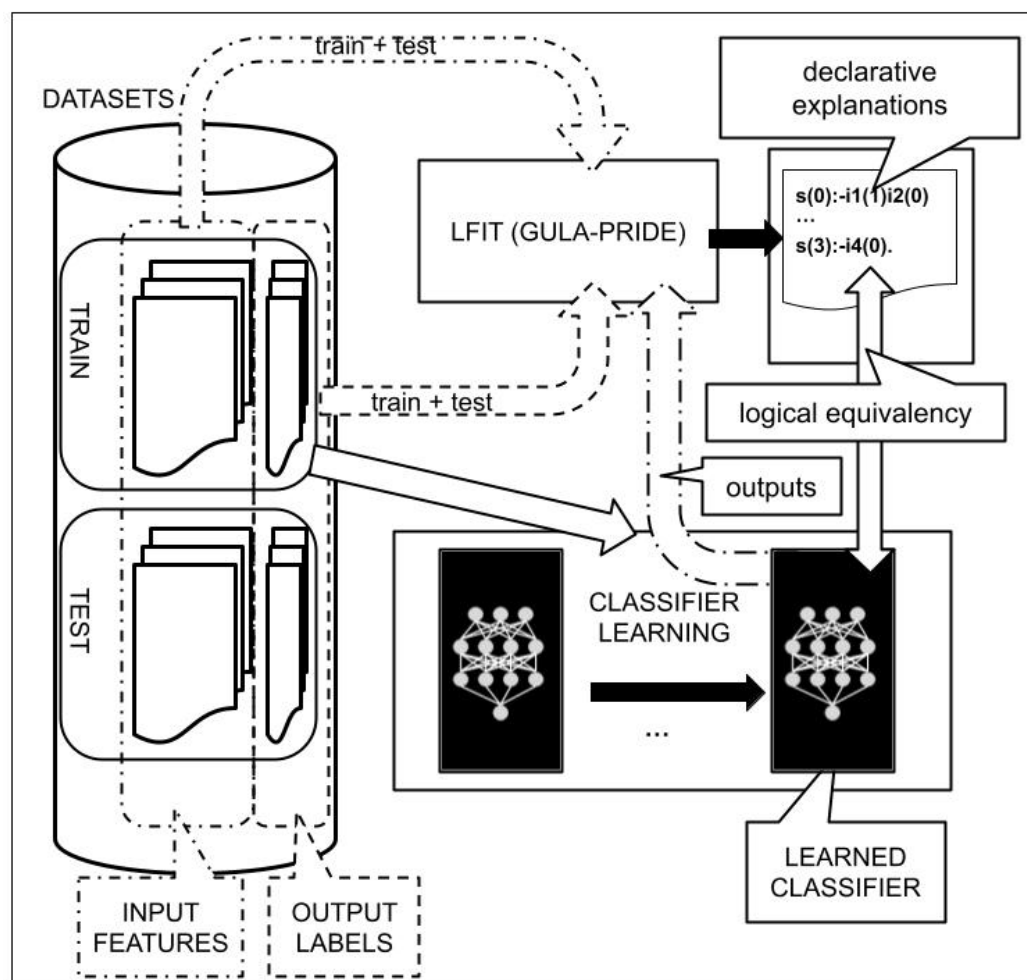 train + test
DATASETS
declarative
explanations
LFIT (GULA-PRIDE)
s(0):-i1(1)i2(0)
...
s(3):-i4(0).
TRAIN
train + test
logical equivalency
outputs
TEST
CLASSIFIER
LEARNING
...
INPUT
FEATURES
OUTPUT
LABELS
LEARNED
CLASSIFIER